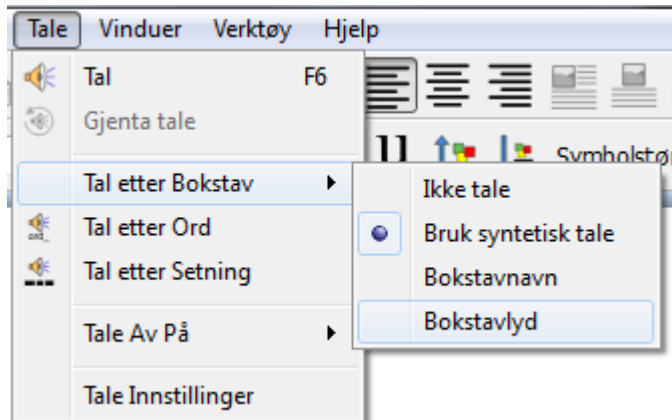 Tale Vinduer Verktøy Hjelp
Tal F6
Gjenta tale
Tal etter Bokstav
Tal etter Ord
Tal etter Setning
Tale Av På
Tale Innstillinger
Ikke tale
Bruk syntetisk tale
Bokstavnavn
Bokstavlyd